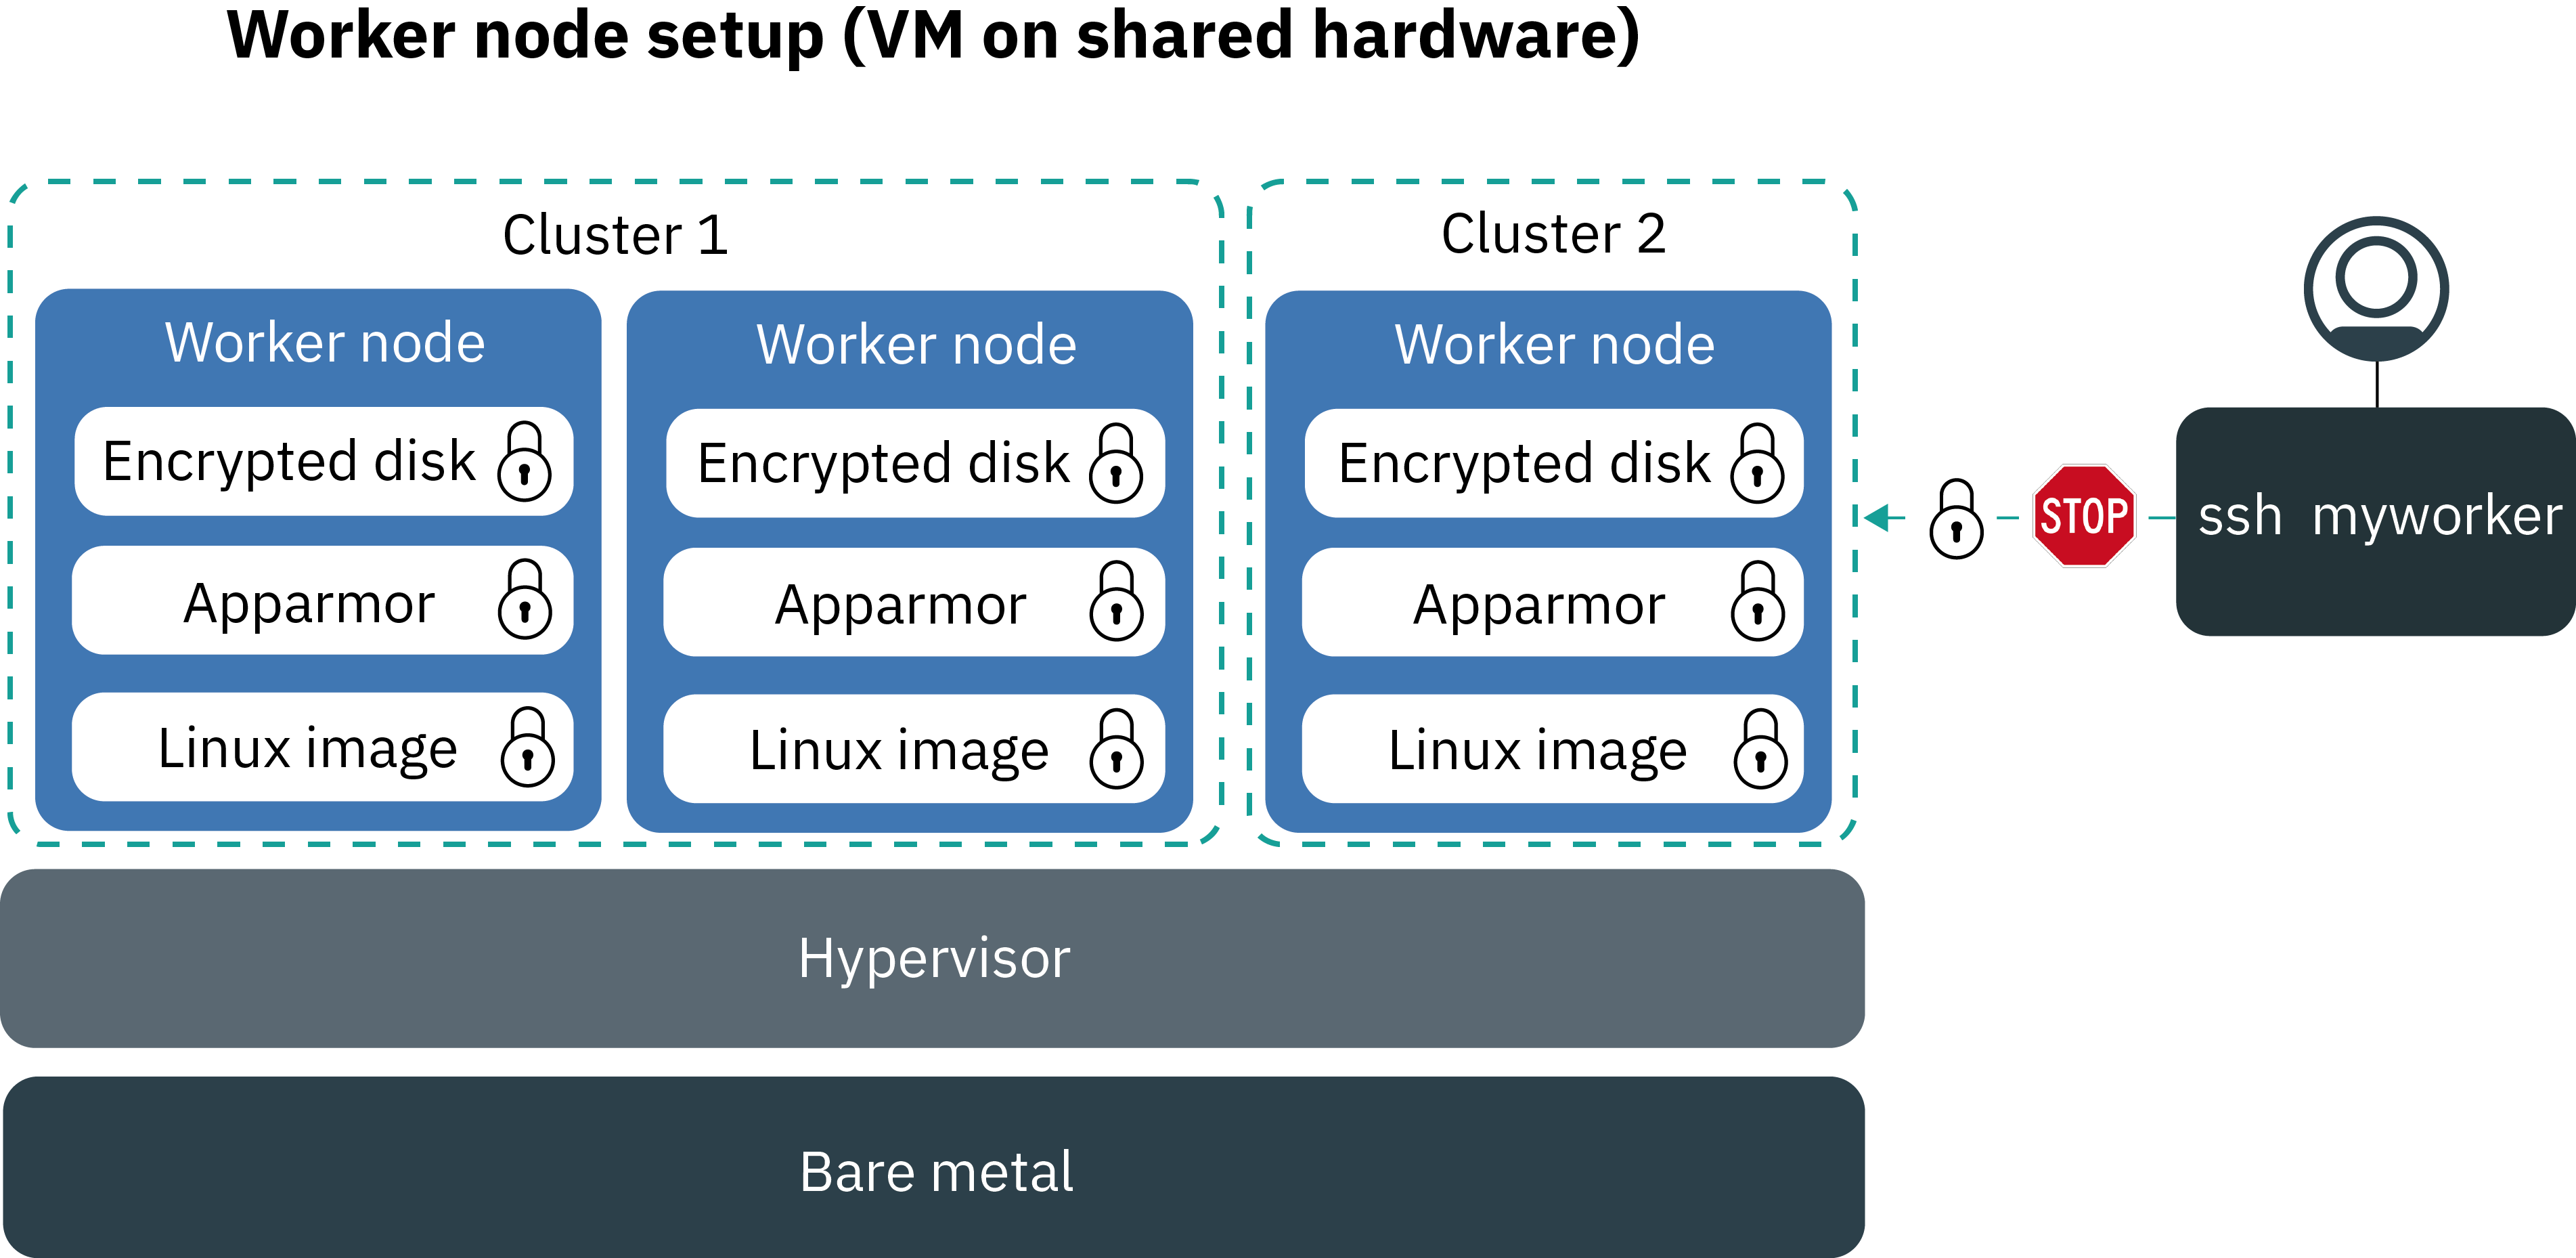 Worker node setup (VM on shared hardware)
Cluster 1
Worker node
Encrypted disk
Apparmor
Linux image
Worker node
Encrypted disk
Apparmor
Linux image
Cluster 2
Worker node
Encrypted disk
Apparmor
Linux image
STOP
ssh myworker
Hypervisor
Bare metal